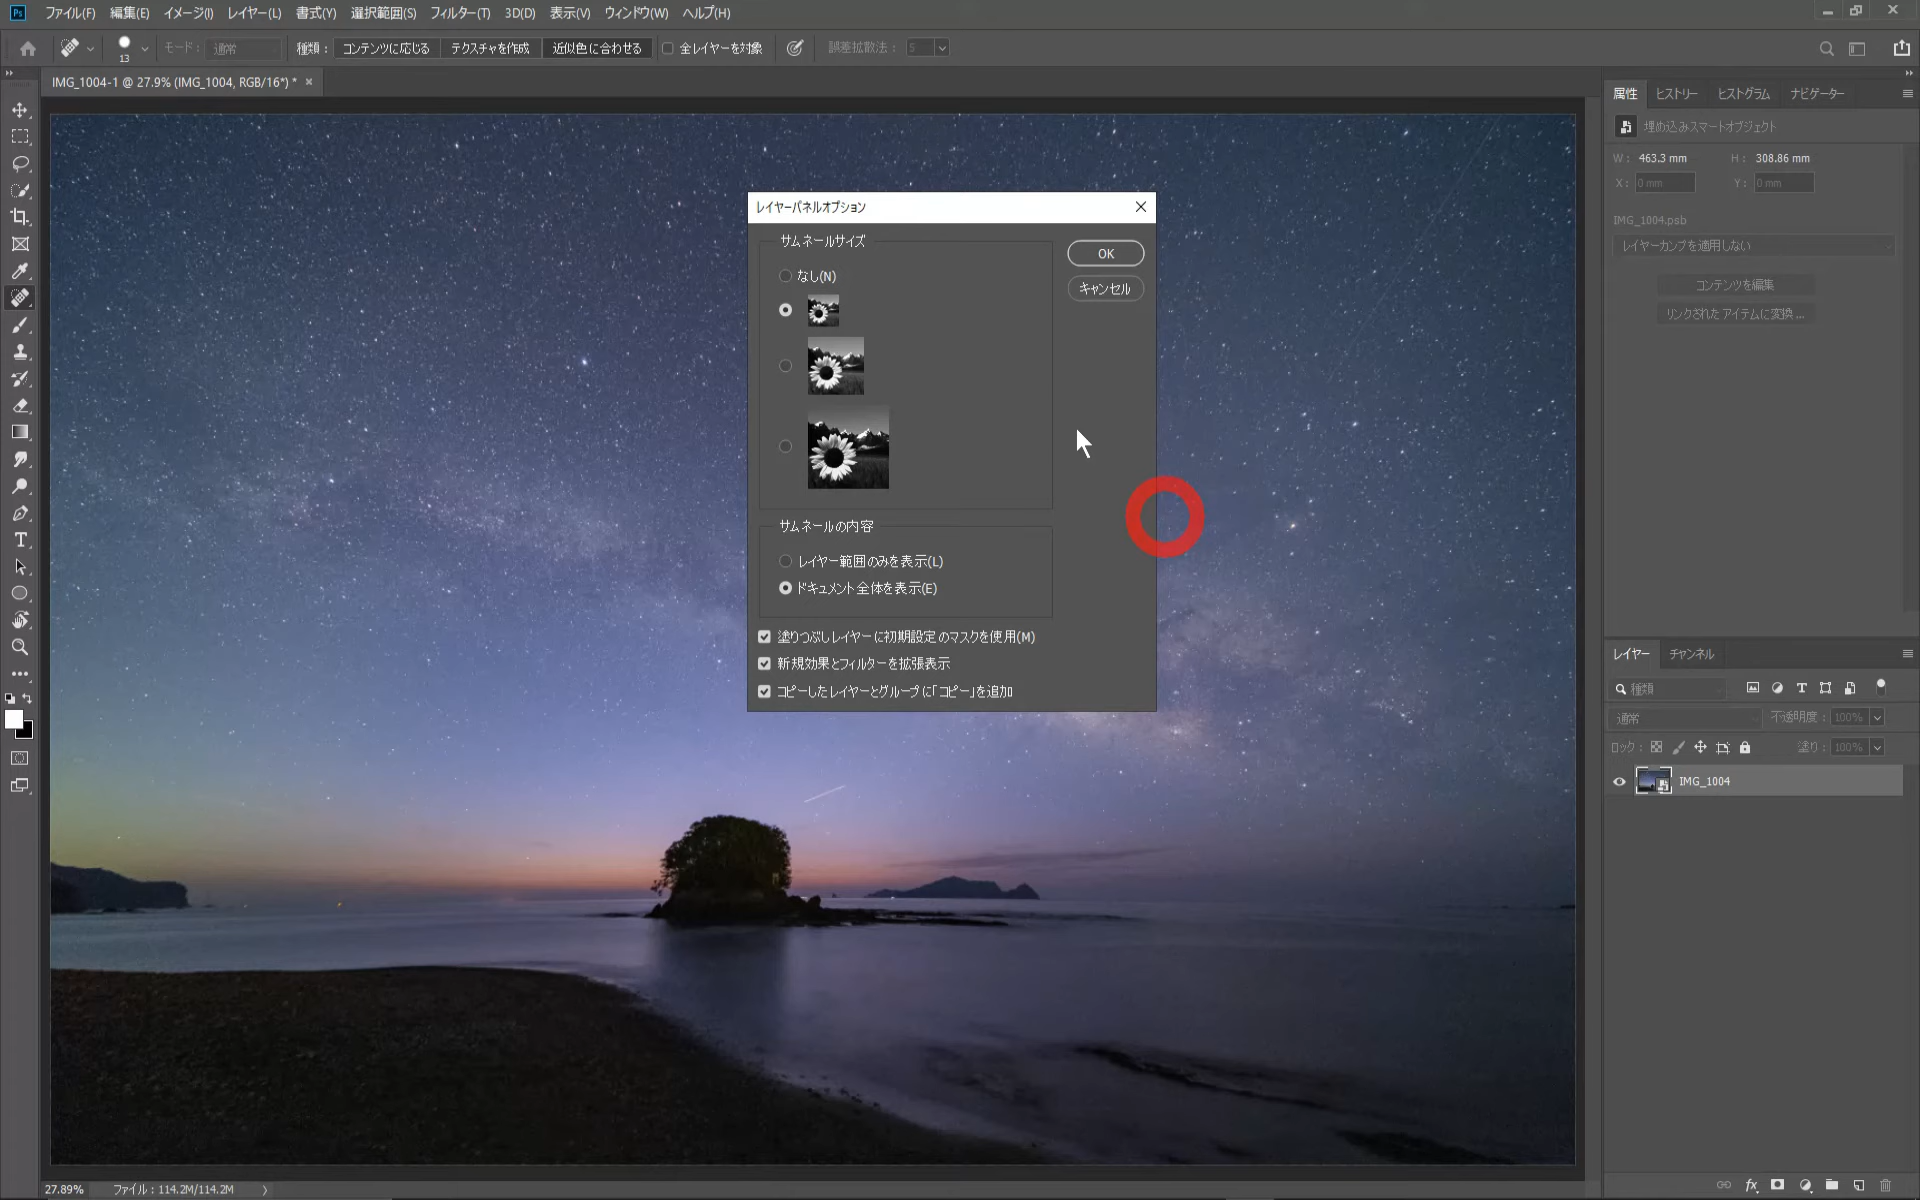 Ps ファイル(F) 編集(E) イメージ(I) レイヤー(L) 書式(Y) 選択範囲(S) フィルター(T) 3D(D) 表示(V) ウィンドウ(W) ヘルプ(H)
13 モード： 通常 種類： コンテンツに応じる テクスチャを作成 近似色に合わせる 全レイヤーを対象 誤差拡散法： 5
IMG_1004-1 @ 27.9% (IMG_1004, RGB/16*) * ×
属性 ヒストリー ヒストグラム ナビゲーター
埋め込みスマートオブジェクト
W： 463.3 mm H： 308.86 mm
X： 0 mm Y： 0 mm
IMG_1004.psb
レイヤーカンプを適用しない
コンテンツを編集
リンクされたアイテムに変換...
レイヤーパネルオプション
サムネールサイズ
OK
なし(N)
キャンセル
サムネールの内容
レイヤー範囲のみを表示(L)
ドキュメント全体を表示(E)
塗りつぶしレイヤーに初期設定のマスクを使用(M)
新規効果とフィルターを拡張表示
コピーしたレイヤーとグループに「コピー」を追加
レイヤー チャンネル
種類
通常 不透明度： 100%
ロック： 塗り： 100%
IMG_1004
27.89% ファイル：114.2M/114.2M
fx